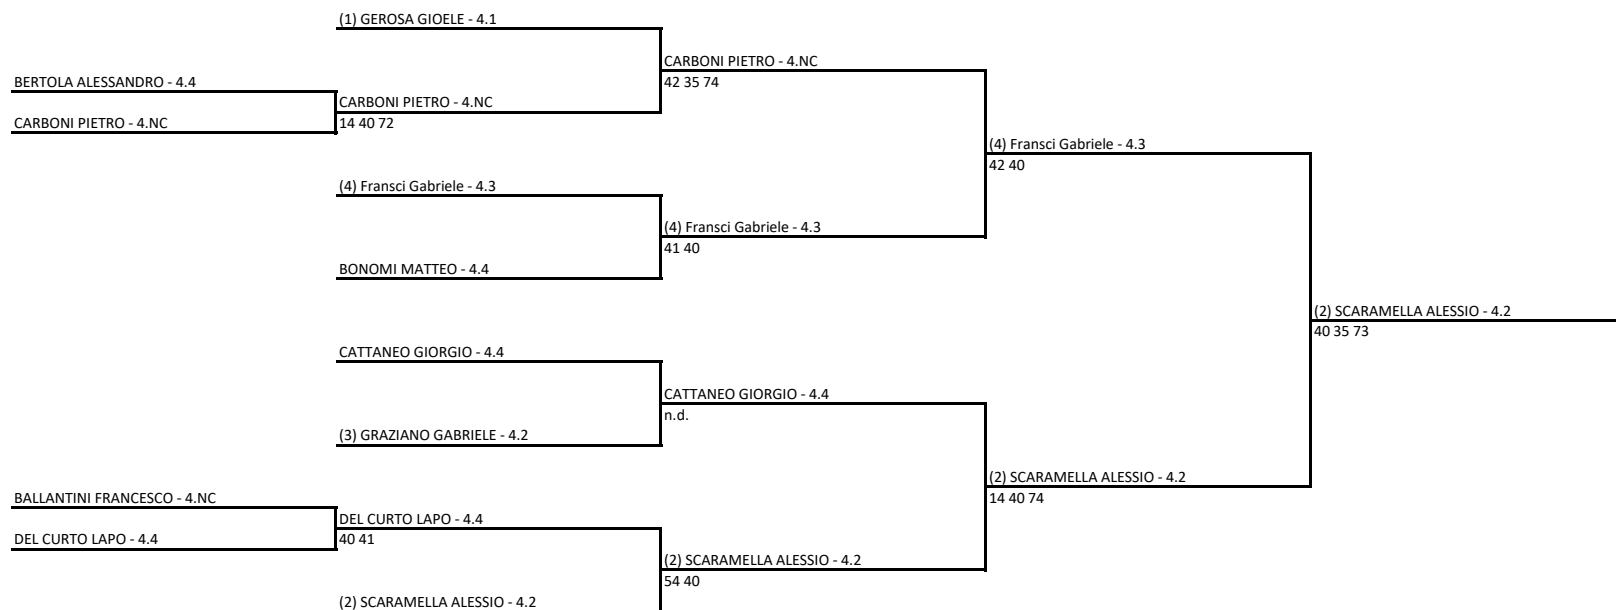 (1) GEROSA GIOELE - 4.1
CARBONI PIETRO - 4.NC
BERTOLA ALESSANDRO - 4.4
42 35 74
CARBONI PIETRO - 4.NC
CARBONI PIETRO - 4.NC
14 40 72
(4) Fransci Gabriele - 4.3
42 40
(4) Fransci Gabriele - 4.3
(4) Fransci Gabriele - 4.3
41 40
BONOMI MATTEO - 4.4
(2) SCARAMELLA ALESSIO - 4.2
40 35 73
CATTANEO GIORGIO - 4.4
CATTANEO GIORGIO - 4.4
n.d.
(3) GRAZIANO GABRIELE - 4.2
(2) SCARAMELLA ALESSIO - 4.2
14 40 74
BALLANTINI FRANCESCO - 4.NC
DEL CURTO LAPO - 4.4
DEL CURTO LAPO - 4.4
40 41
(2) SCARAMELLA ALESSIO - 4.2
54 40
(2) SCARAMELLA ALESSIO - 4.2